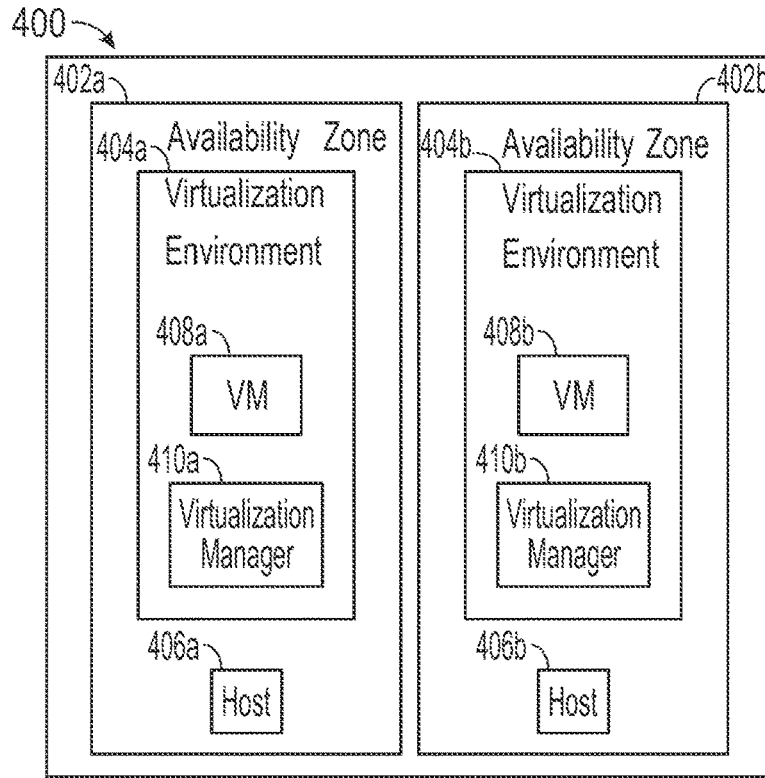 400
402a
402b
Availability Zone
Availability Zone
404a
404b
Virtualization
Environment
Virtualization
Environment
408a
408b
VM
VM
410a
410b
Virtualization
Manager
Virtualization
Manager
406a
406b
Host
Host